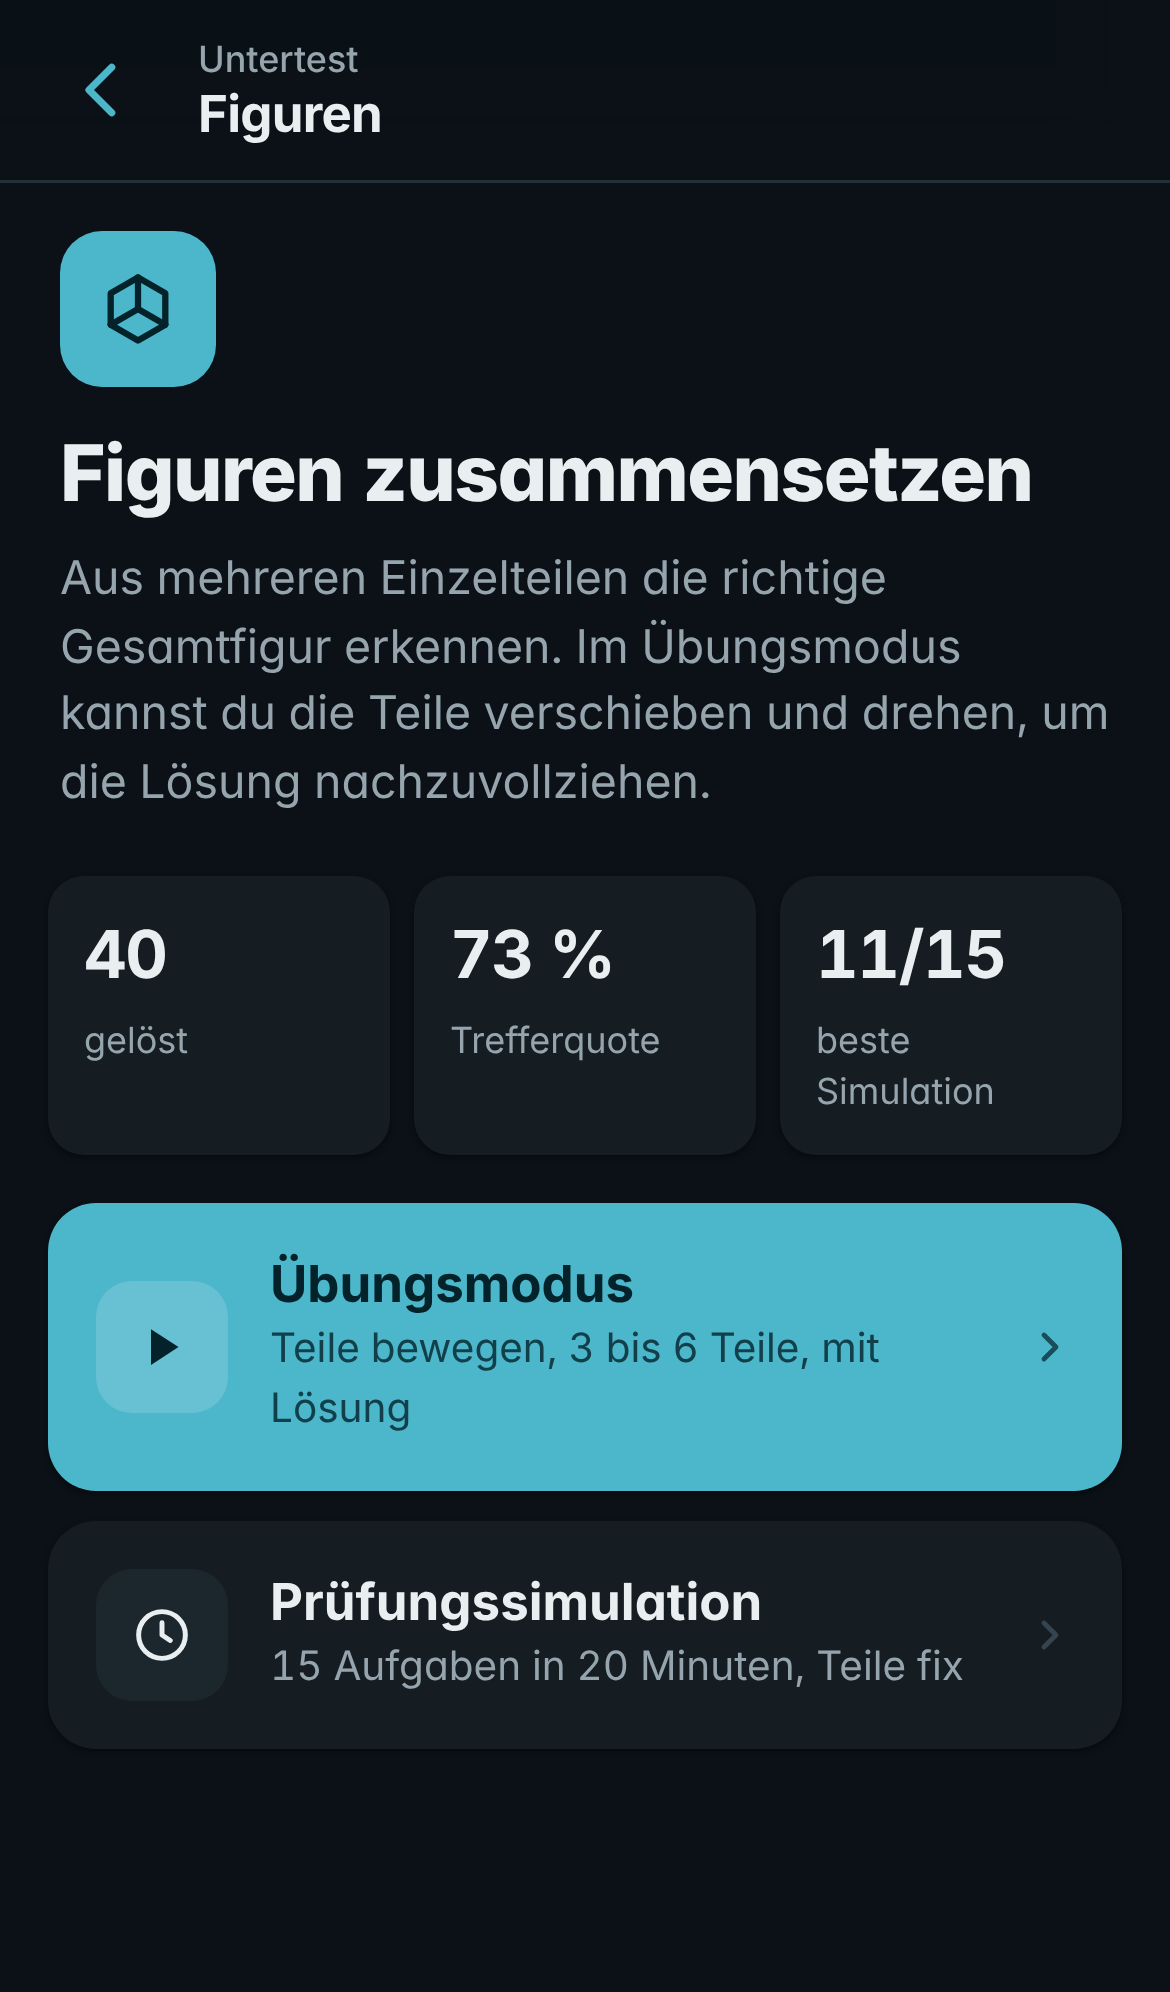 Untertest
Figuren
Figuren zusammensetzen
Aus mehreren Einzelteilen die richtige
Gesamtfigur erkennen. Im Übungsmodus
kannst du die Teile verschieben und drehen, um
die Lösung nachzuvollziehen.
40
gelöst
73 %
Trefferquote
11/15
beste
Simulation
Übungsmodus
Teile bewegen, 3 bis 6 Teile, mit
Lösung
Prüfungssimulation
15 Aufgaben in 20 Minuten, Teile fix